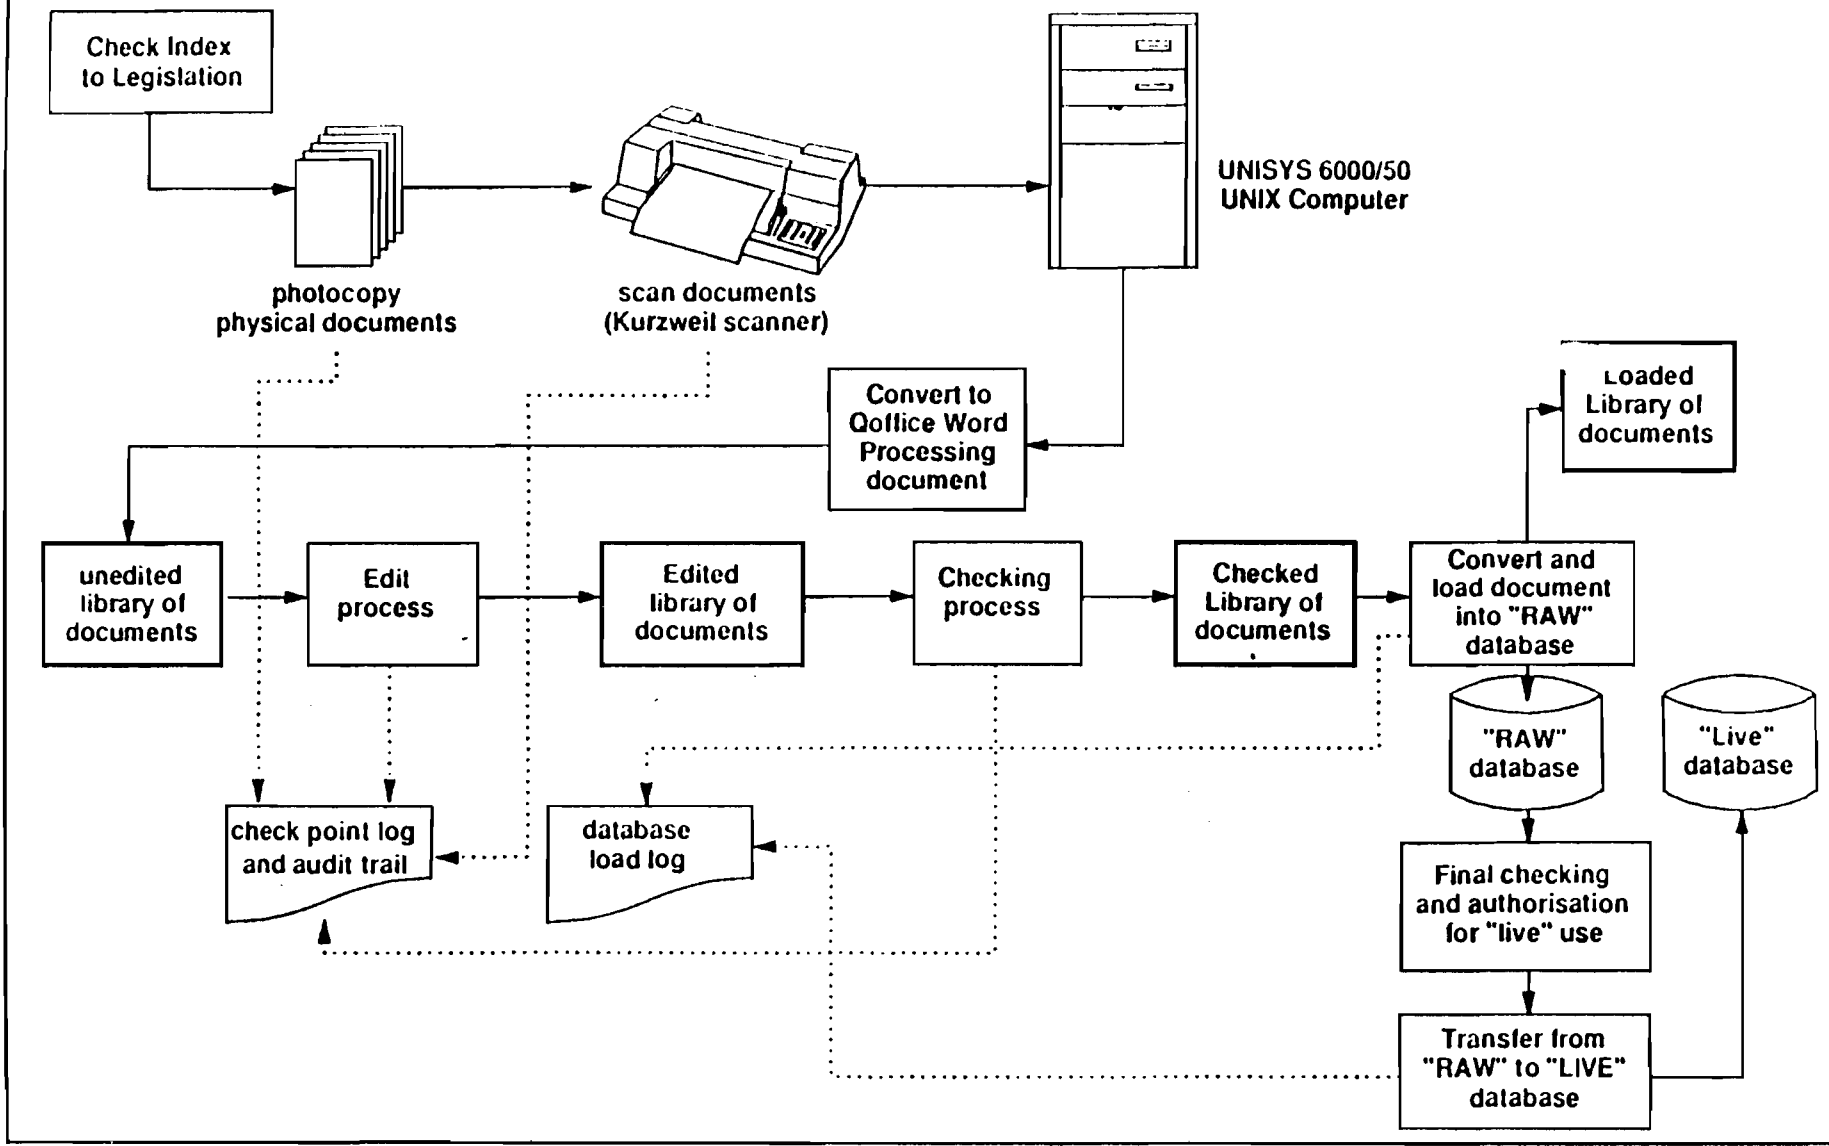 Check Index
to Legislation
UNISYS 6000/50
UNIX Computer
photocopy
physical documents
scan documents
(Kurzweil scanner)
Convert to
Qoffice Word
Processing
document
Loaded
Library of
documents
unedited
library of
documents
Edit
process
Edited
library of
documents
Checking
process
Checked
Library of
documents
Convert and
load document
into "RAW"
database
"RAW"
database
"Live"
database
check point log
and audit trail
database
load log
Final checking
and authorisation
for "live" use
Transfer from
"RAW" to "LIVE"
database